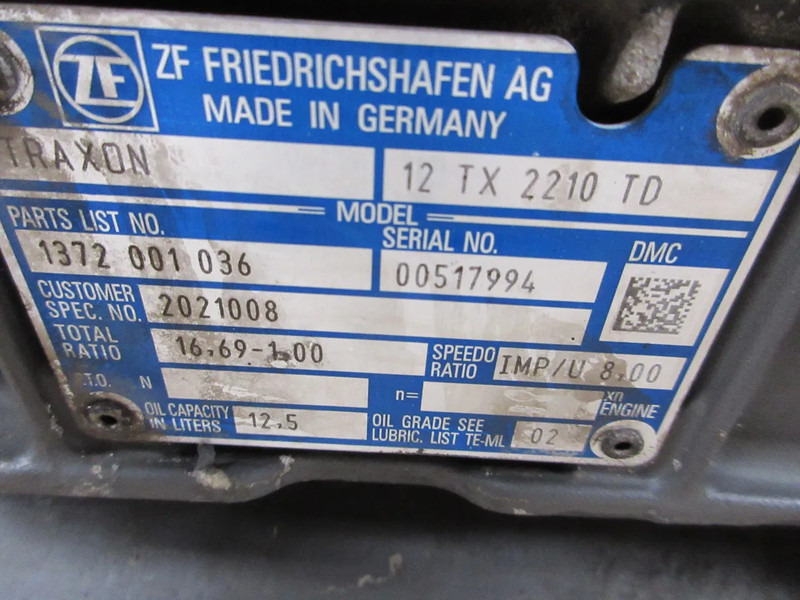 ZF
ZF FRIEDRICHSHAFEN AG
MADE IN GERMANY
TRAXON
12 TX 2210 TD
MODEL
PARTS LIST NO.
SERIAL NO.
DMC
1372 001 036
00517994
CUSTOMER
SPEC. NO.
2021008
TOTAL
RATIO
16,69-1,00
SPEEDO
RATIO
IMP/U 8,00
.T.O. N
n=
xn
ENGINE
OIL CAPACITY
IN LITERS
12,5
OIL GRADE SEE
LUBRIC. LIST TE-ML
02